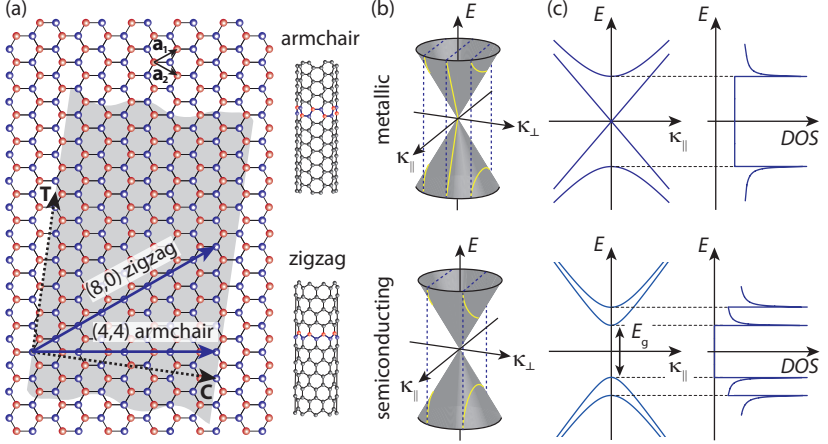 (a)
a1
a2
T
(8,0) zigzag
(4,4) armchair
C
armchair
zigzag
(b)
metallic
E
κ⊥
κ||
semiconducting
E
κ⊥
κ||
(c)
E
κ||
DOS
E
Eg
κ||
DOS